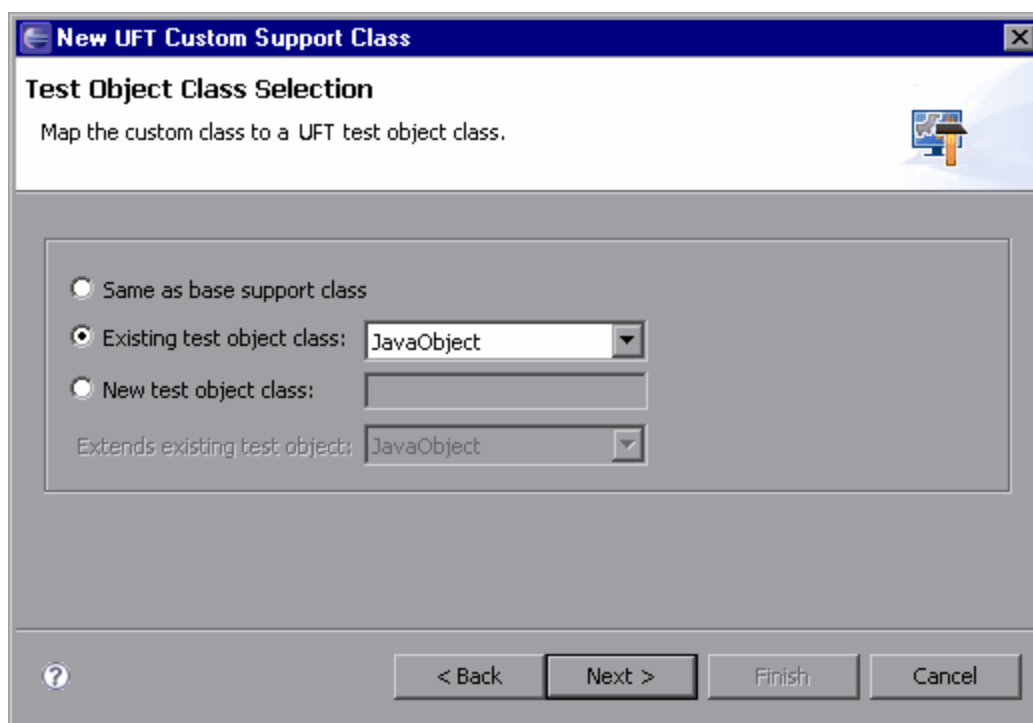 New UFT Custom Support Class
Test Object Class Selection
Map the custom class to a UFT test object class.
Same as base support class
Existing test object class: JavaObject
New test object class:
Extends existing test object: JavaObject
? < Back Next > Finish Cancel